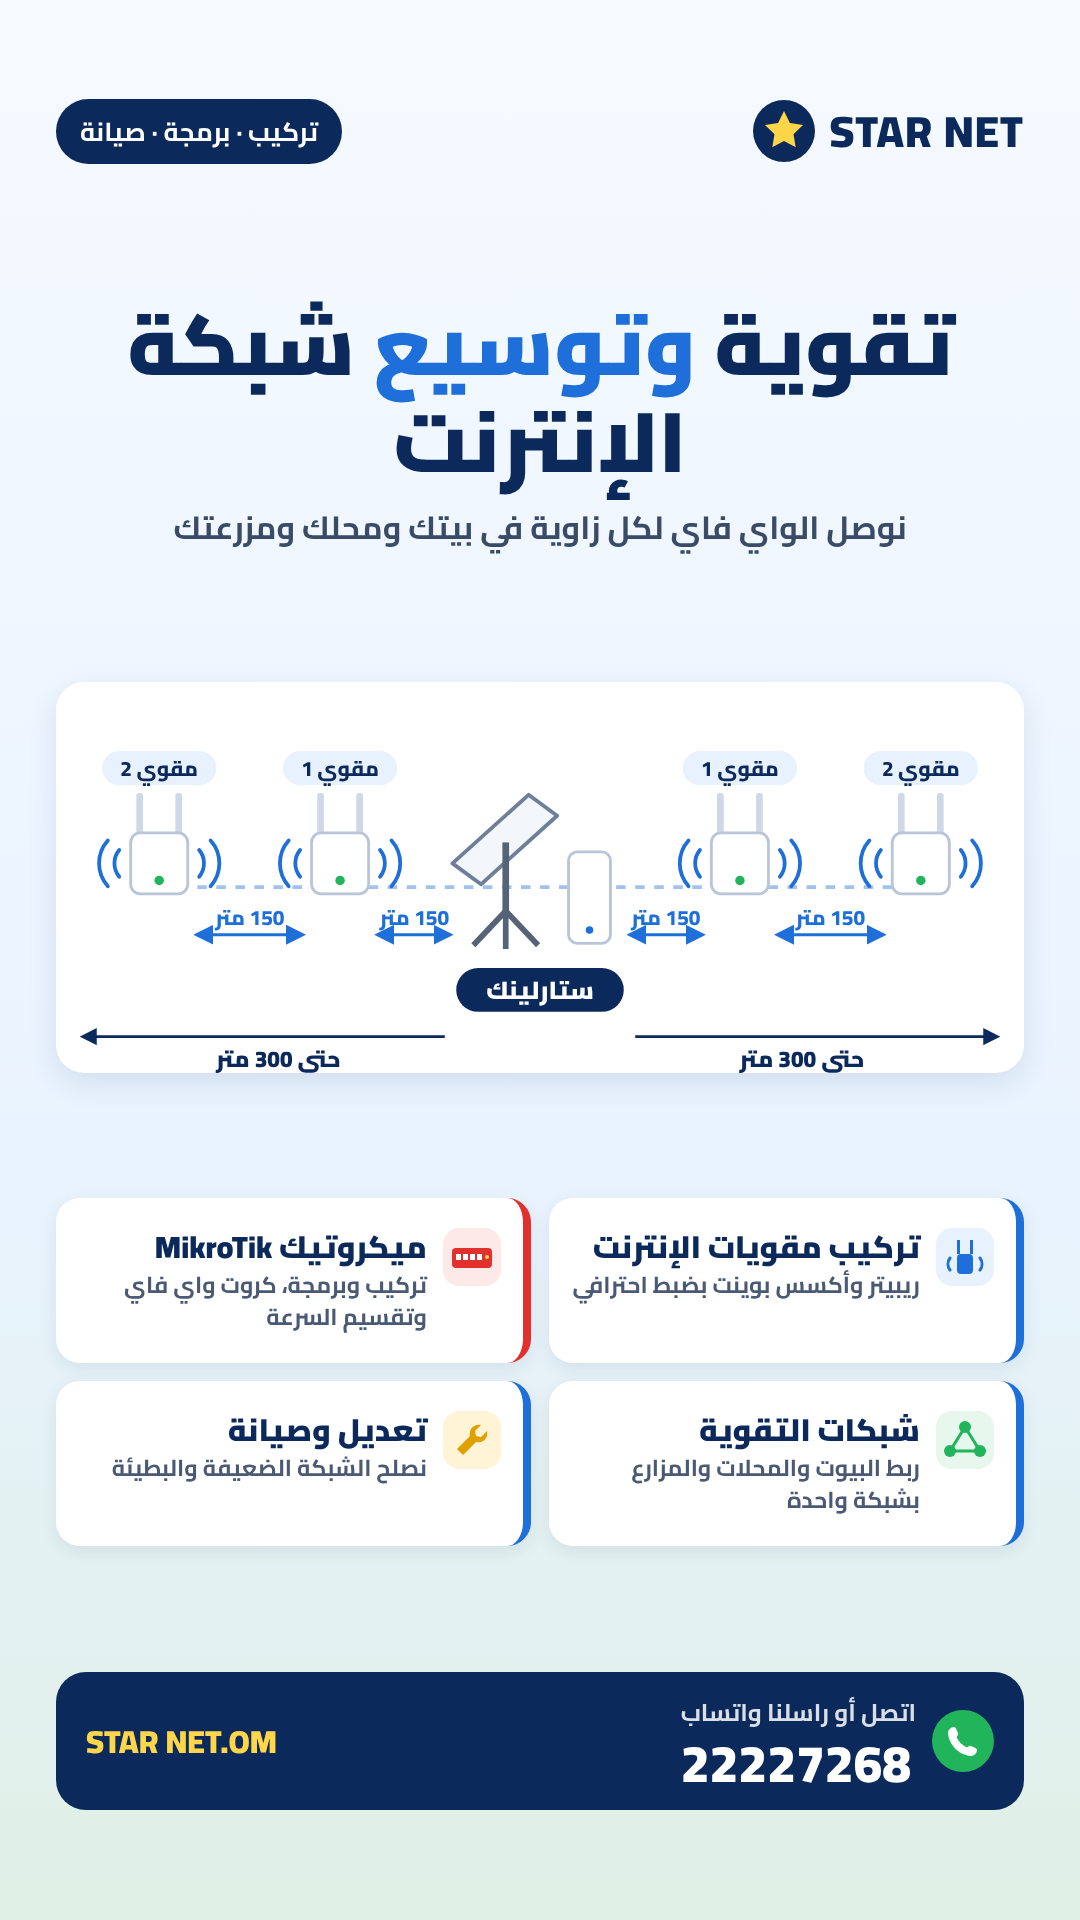 STAR NET
تركيب · برمجة · صيانة
تقوية وتوسيع شبكة
الإنترنت
نوصل الواي فاي لكل زاوية في بيتك ومحلك ومزرعتك
مقوي 2
مقوي 1
مقوي 1
مقوي 2
150 متر
150 متر
150 متر
150 متر
ستارلينك
حتى 300 متر
حتى 300 متر
تركيب مقويات الإنترنت
ريبيتر وأكسس بوينت بضبط احترافي
ميكروتيك MikroTik
تركيب وبرمجة، كروت واي فاي
وتقسيم السرعة
شبكات التقوية
ربط البيوت والمحلات والمزارع
بشبكة واحدة
تعديل وصيانة
نصلح الشبكة الضعيفة والبطيئة
اتصل أو راسلنا واتساب
22227268
STAR NET.OM